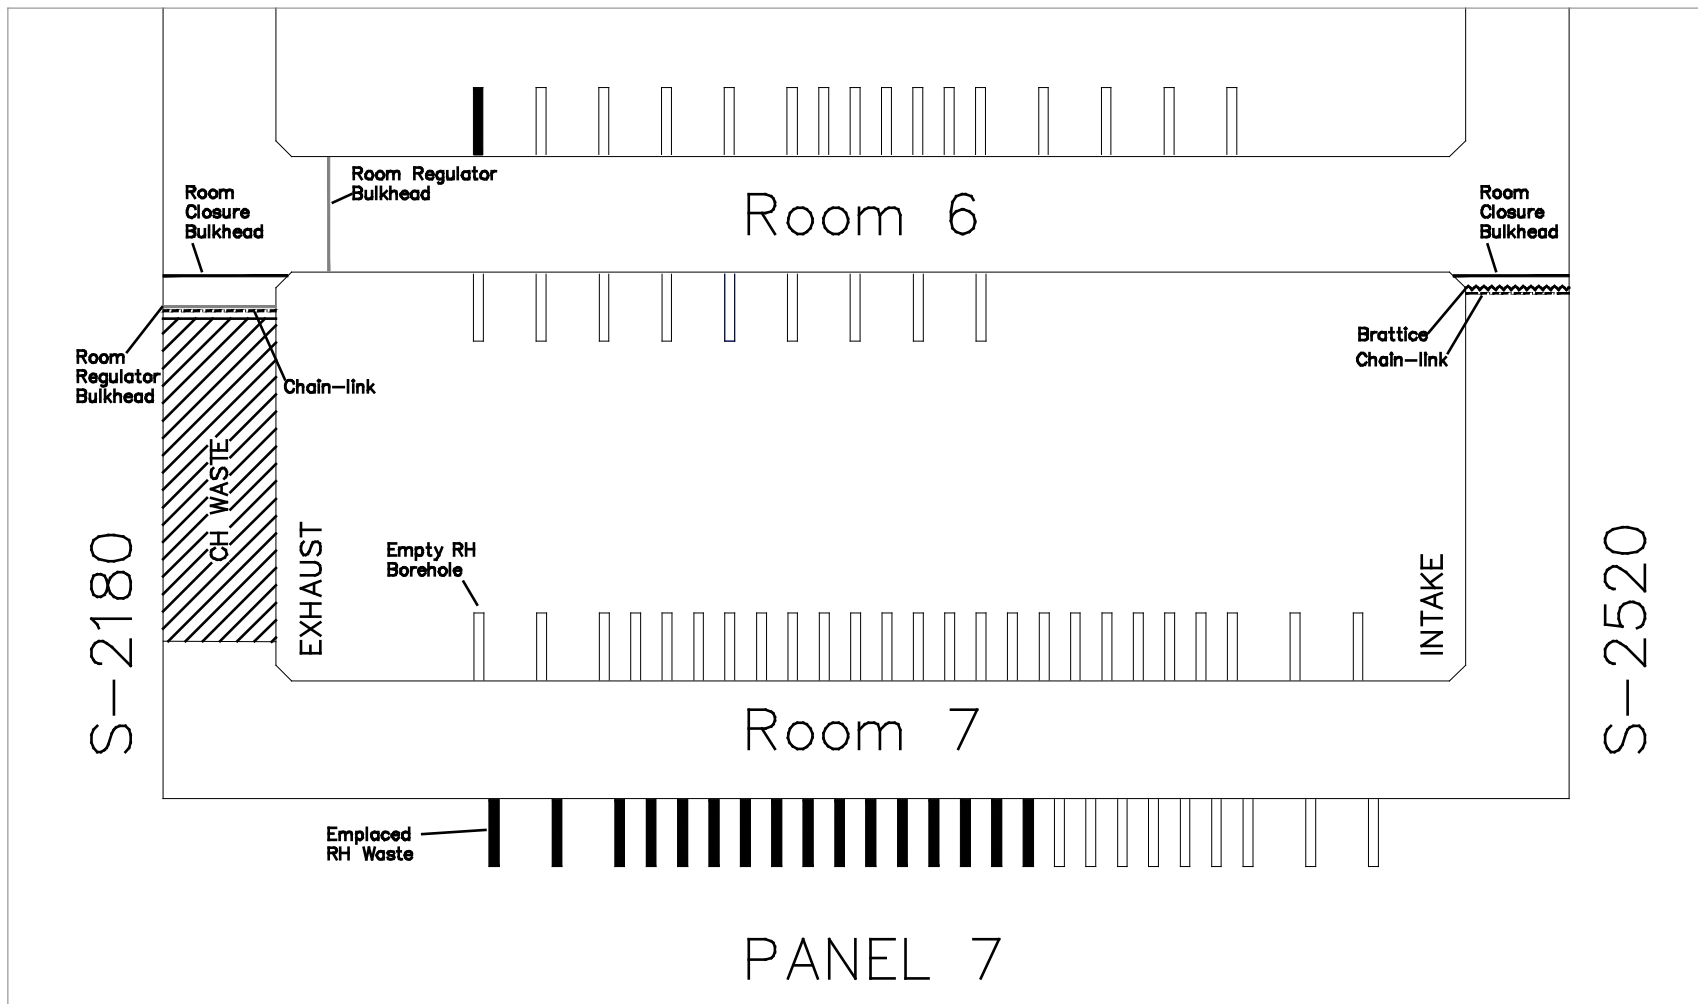 Room Regulator
Bulkhead
Room
Closure
Bulkhead
Room 6
Room
Closure
Bulkhead
Room
Regulator
Bulkhead
Chain-link
Brattice
Chain-link
CH WASTE
EXHAUST
S-2180
Empty RH
Borehole
INTAKE
S-2520
Room 7
Emplaced
RH Waste
PANEL 7